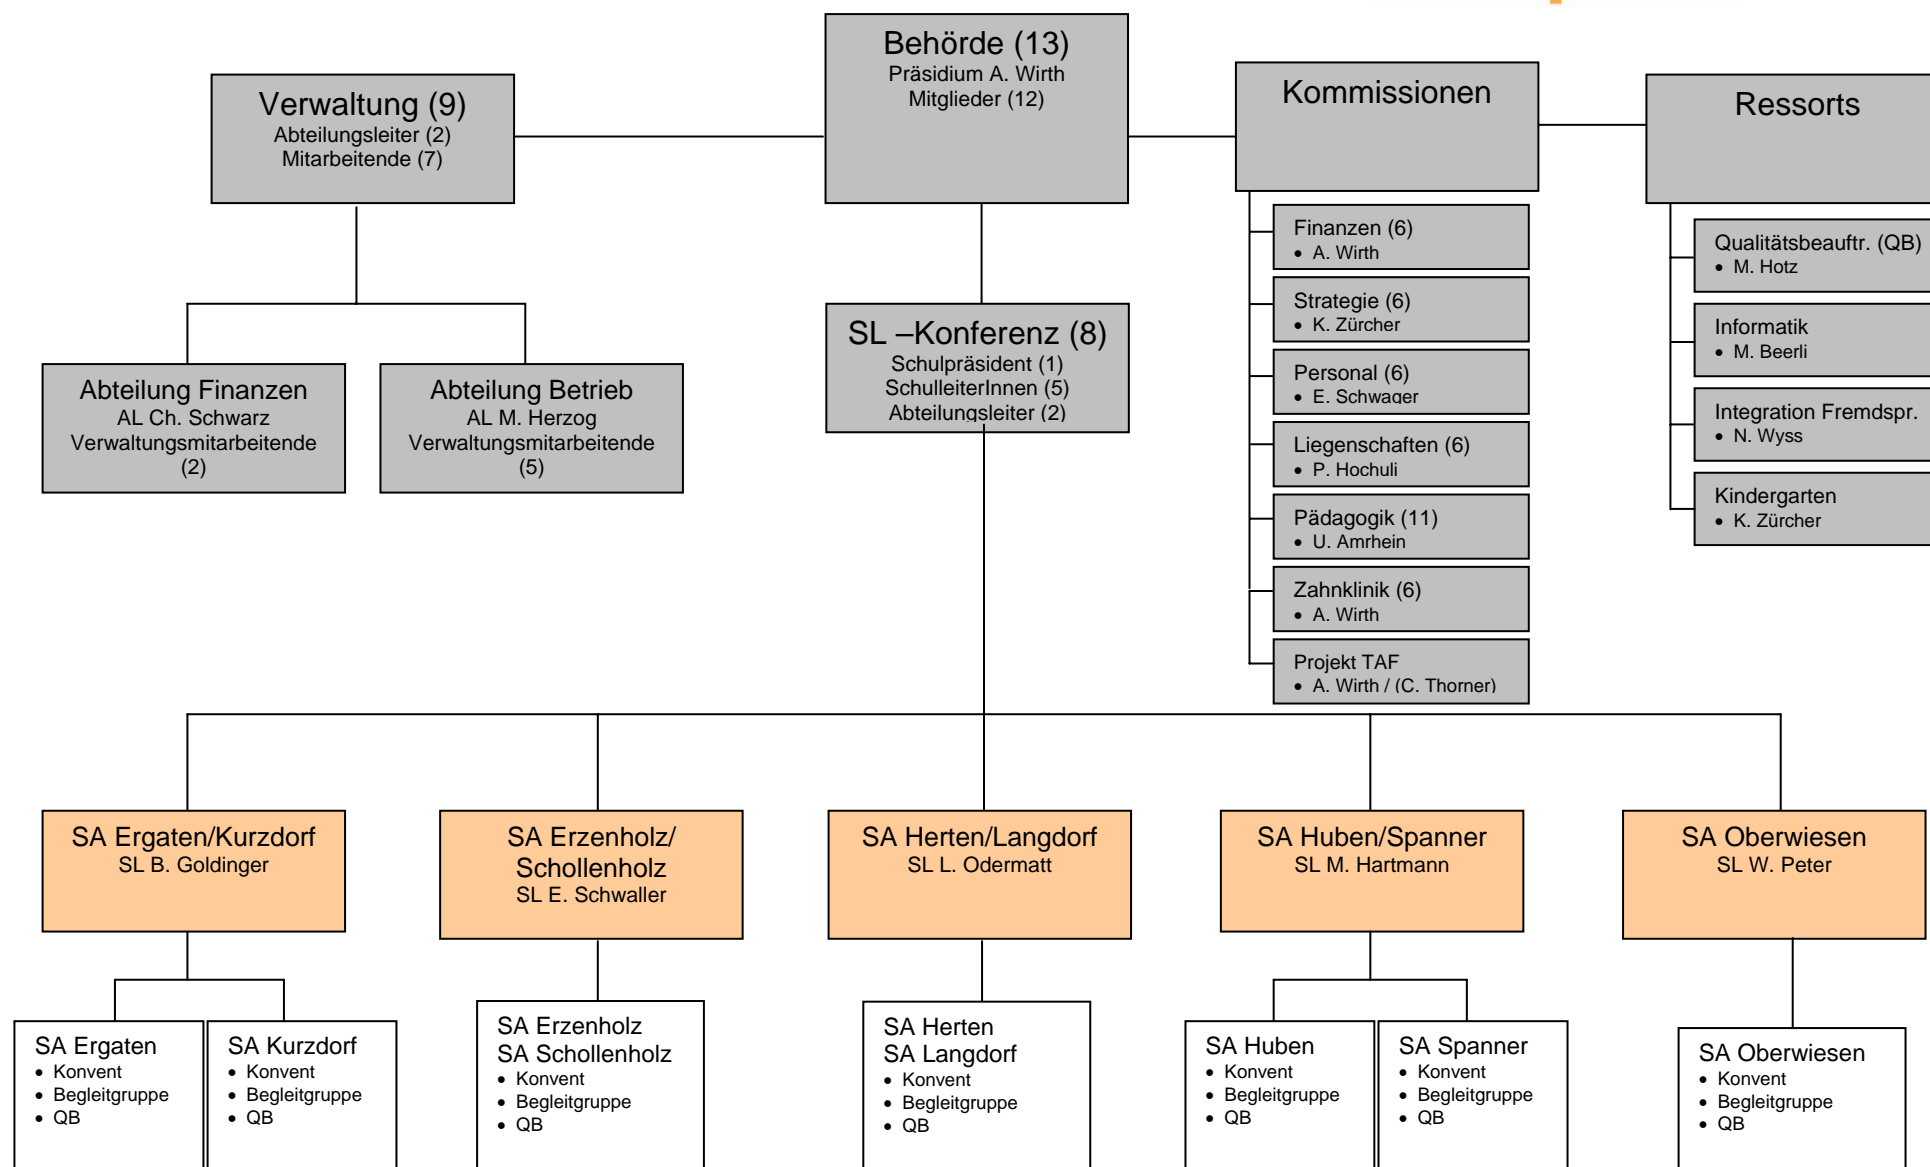 Behörde (13)
Präsidium A. Wirth
Mitglieder (12)
Verwaltung (9)
Abteilungsleiter (2)
Mitarbeitende (7)
Kommissionen
Ressorts
Finanzen (6)
• A. Wirth
Strategie (6)
• K. Zürcher
Personal (6)
• E. Schwager
Liegenschaften (6)
• P. Hochuli
Pädagogik (11)
• U. Amrhein
Zahnklinik (6)
• A. Wirth
Projekt TAF
• A. Wirth / (C. Thorner)
Qualitätsbeauftr. (QB)
• M. Hotz
Informatik
• M. Beerli
Integration Fremdspr.
• N. Wyss
Kindergarten
• K. Zürcher
Abteilung Finanzen
AL Ch. Schwarz
Verwaltungsmitarbeitende
(2)
Abteilung Betrieb
AL M. Herzog
Verwaltungsmitarbeitende
(5)
SL –Konferenz (8)
Schulpräsident (1)
SchulleiterInnen (5)
Abteilungsleiter (2)
SA Ergaten/Kurzdorf
SL B. Goldinger
SA Erzenholz/
Schollenholz
SL E. Schwaller
SA Herten/Langdorf
SL L. Odermatt
SA Huben/Spanner
SL M. Hartmann
SA Oberwiesen
SL W. Peter
SA Ergaten
• Konvent
• Begleitgruppe
• QB
SA Kurzdorf
• Konvent
• Begleitgruppe
• QB
SA Erzenholz
SA Schollenholz
• Konvent
• Begleitgruppe
• QB
SA Herten
SA Langdorf
• Konvent
• Begleitgruppe
• QB
SA Huben
• Konvent
• Begleitgruppe
• QB
SA Spanner
• Konvent
• Begleitgruppe
• QB
SA Oberwiesen
• Konvent
• Begleitgruppe
• QB